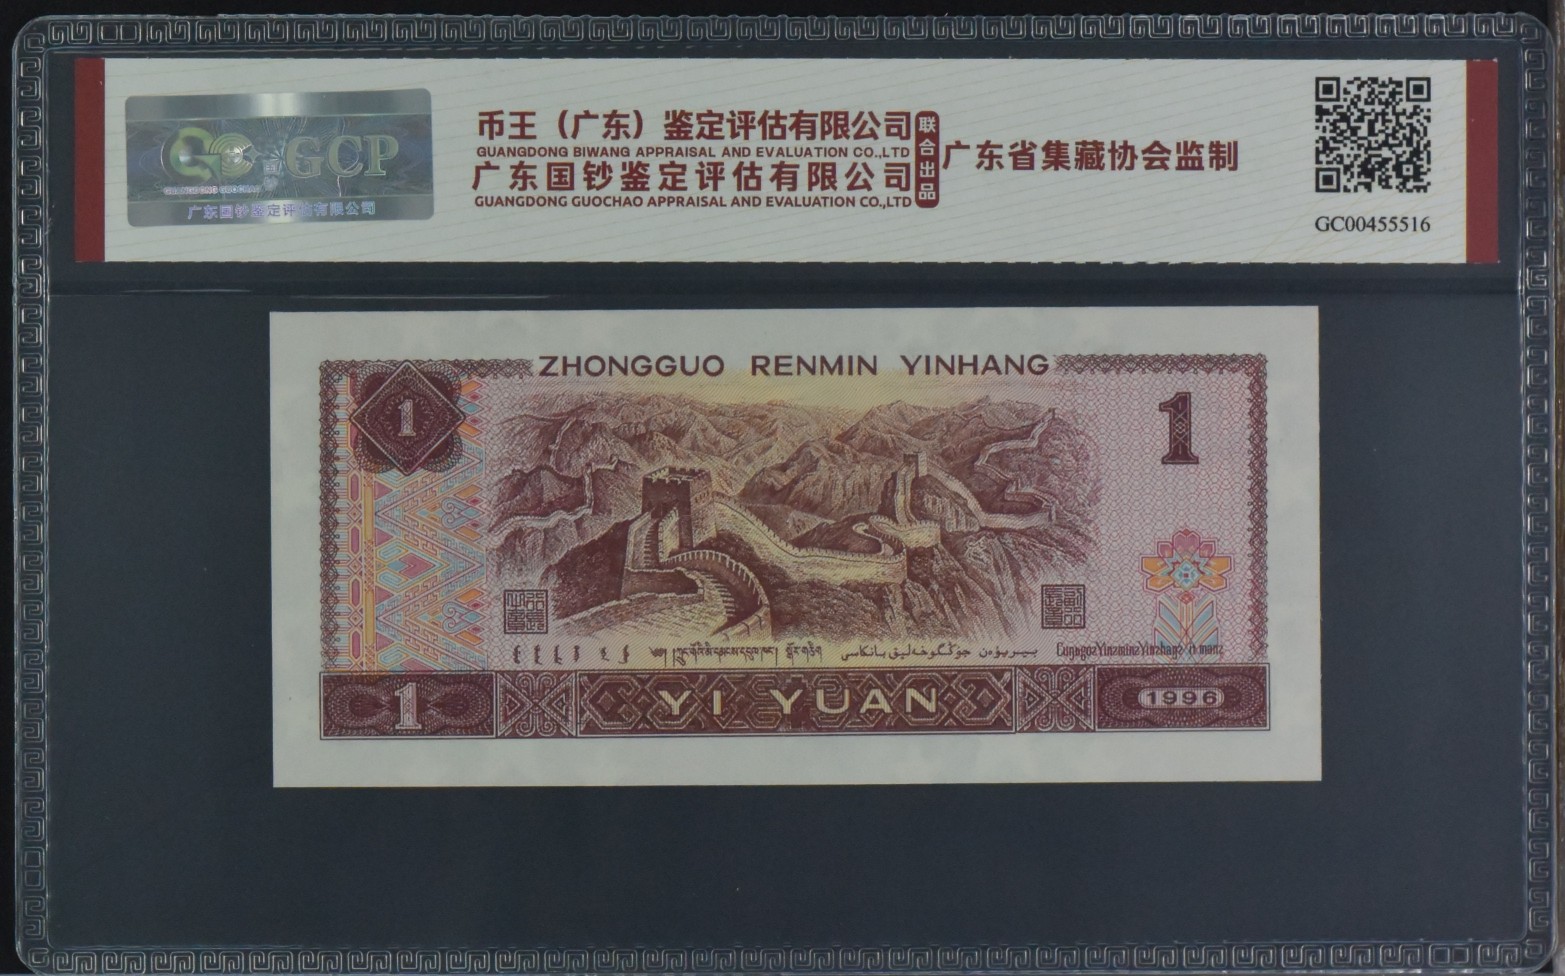 GCP
GUANGDONG GUOCHAO
广东国钞鉴定评估有限公司
币王（广东）鉴定评估有限公司
GUANGDONG BIWANG APPRAISAL AND EVALUATION CO.,LTD
广东国钞鉴定评估有限公司
GUANGDONG GUOCHAO APPRAISAL AND EVALUATION CO.,LTD
联合出品
广东省集藏协会监制
GC00455516
ZHONGGUO RENMIN YINHANG
1
1
1
YI YUAN
1996